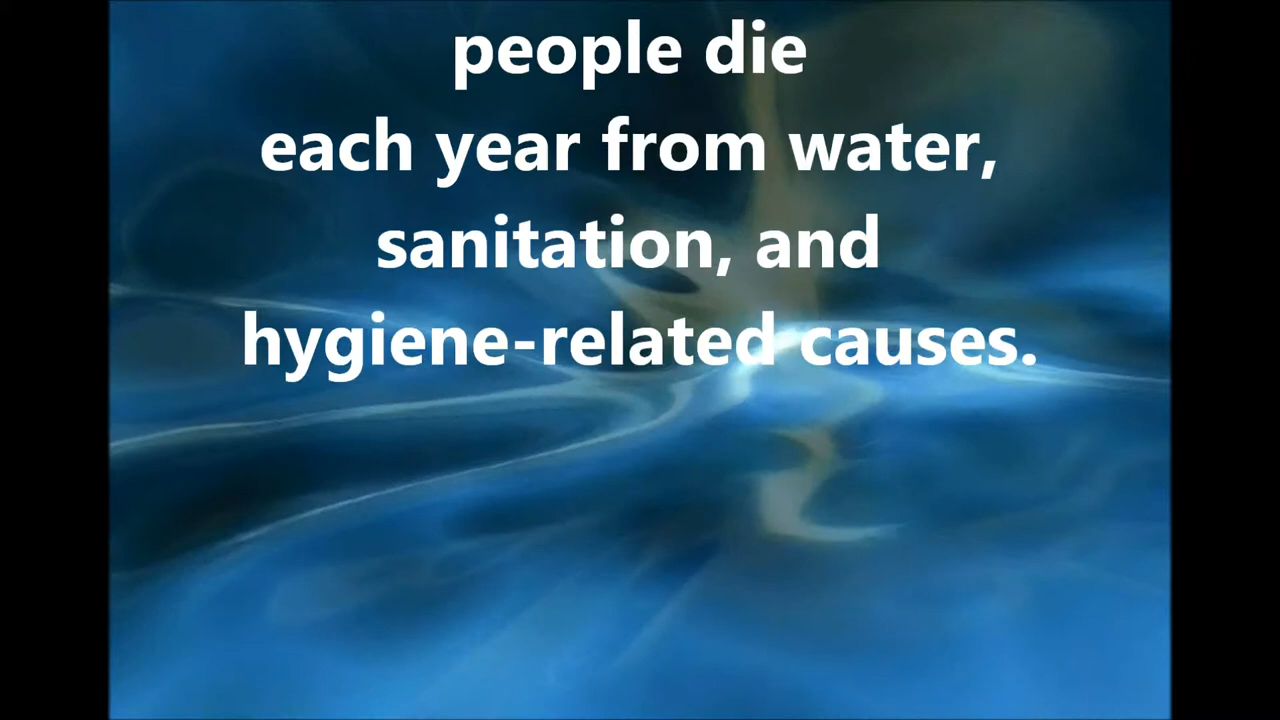 people die
each year from water,
sanitation, and
hygiene-related causes.